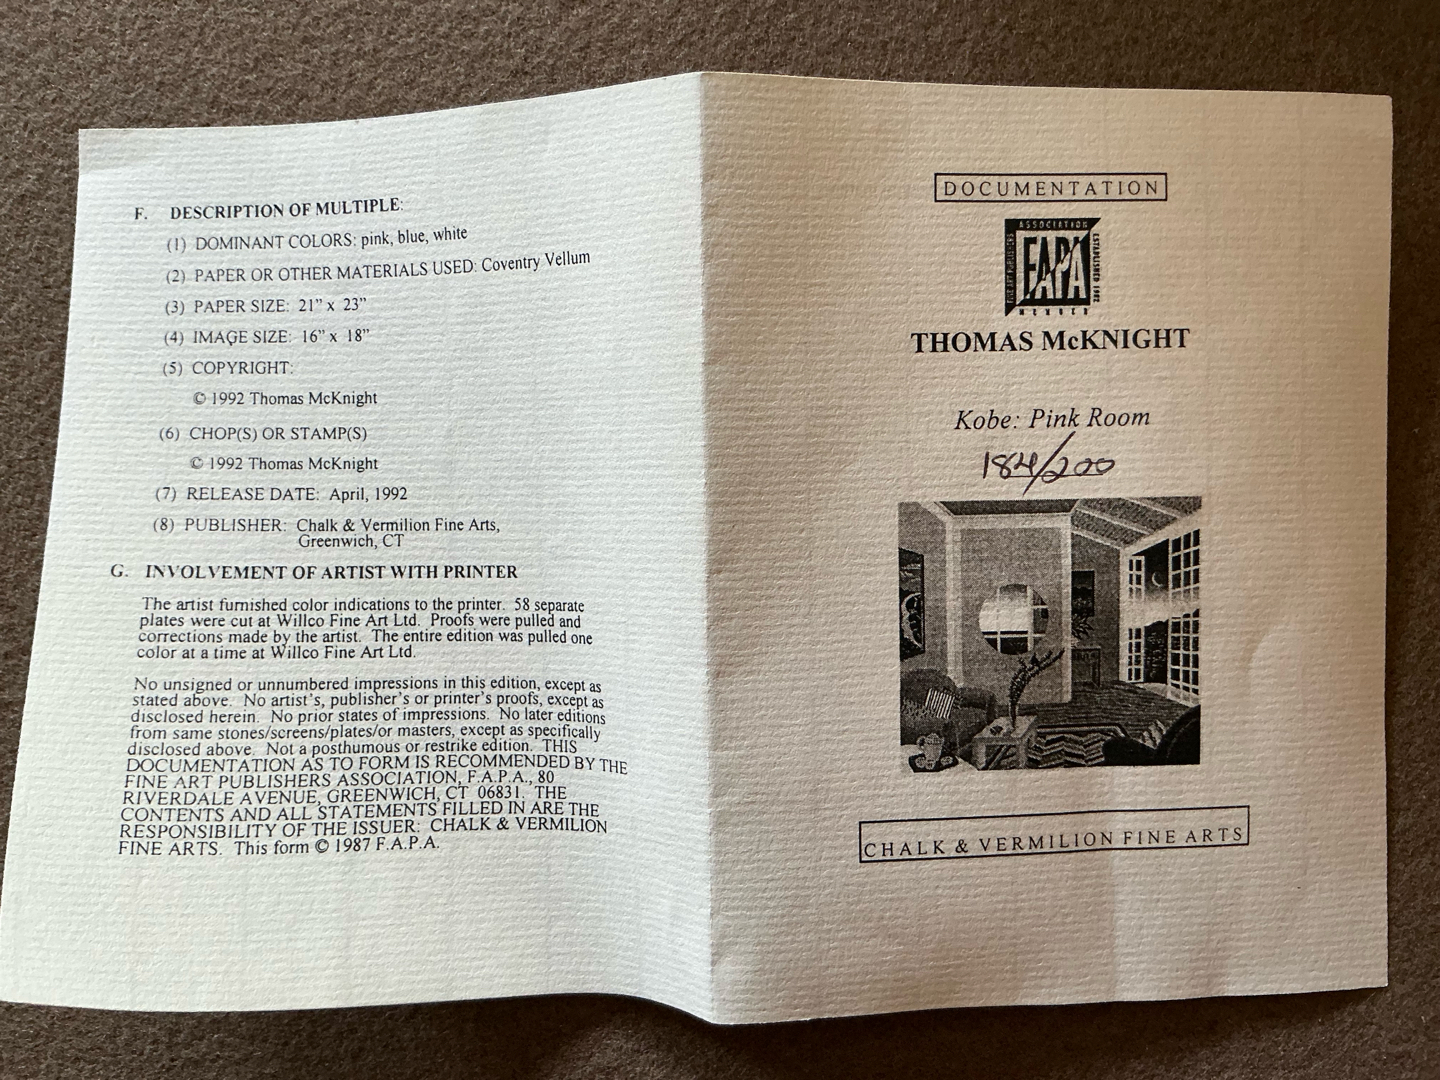 F. DESCRIPTION OF MULTIPLE:
(1) DOMINANT COLORS: pink, blue, white
(2) PAPER OR OTHER MATERIALS USED: Coventry Vellum
(3) PAPER SIZE: 21" x 23"
(4) IMAGE SIZE: 16" x 18"
(5) COPYRIGHT:
© 1992 Thomas McKnight
(6) CHOP(S) OR STAMP(S)
© 1992 Thomas McKnight
(7) RELEASE DATE: April, 1992
(8) PUBLISHER: Chalk & Vermilion Fine Arts,
Greenwich, CT
G. INVOLVEMENT OF ARTIST WITH PRINTER
The artist furnished color indications to the printer. 58 separate
plates were cut at Willco Fine Art Ltd. Proofs were pulled and
corrections made by the artist. The entire edition was pulled one
color at a time at Willco Fine Art Ltd.
No unsigned or unnumbered impressions in this edition, except as
stated above. No artist's, publisher's or printer's proofs, except as
disclosed herein. No prior states of impressions. No later editions
from same stones/screens/plates/or masters, except as specifically
disclosed above. Not a posthumous or restrike edition. THIS
DOCUMENTATION AS TO FORM IS RECOMMENDED BY THE
FINE ART PUBLISHERS ASSOCIATION, F.A.P.A., 80
RIVERDALE AVENUE, GREENWICH, CT 06831. THE
CONTENTS AND ALL STATEMENTS FILLED IN ARE THE
RESPONSIBILITY OF THE ISSUER: CHALK & VERMILION
FINE ARTS. This form © 1987 F.A.P.A.
DOCUMENTATION
ASSOCIATION
FINE ART PUBLISHERS
FAPA
ESTABLISHED 1982
MEMBER
THOMAS McKNIGHT
Kobe: Pink Room
184/200
CHALK & VERMILION FINE ARTS